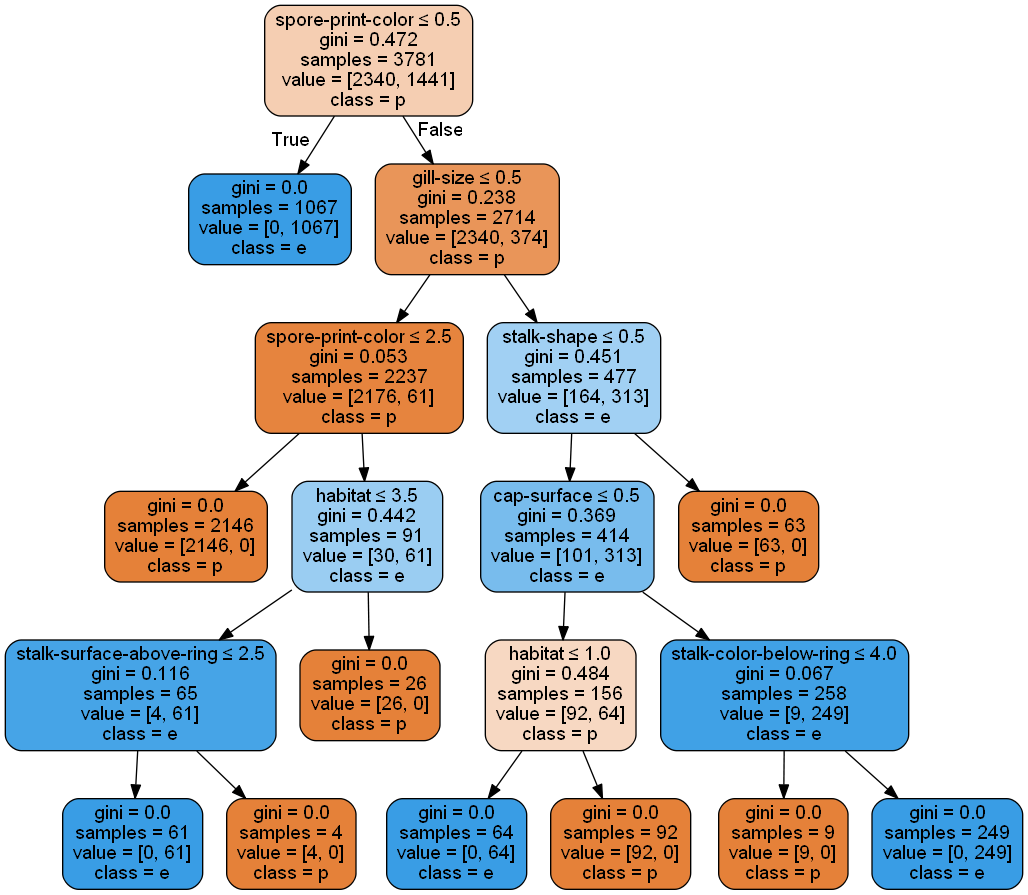 spore-print-color ≤ 0.5
gini = 0.472
samples = 3781
value = [2340, 1441]
class = p
True
False
gini = 0.0
samples = 1067
value = [0, 1067]
class = e
gill-size ≤ 0.5
gini = 0.238
samples = 2714
value = [2340, 374]
class = p
spore-print-color ≤ 2.5
gini = 0.053
samples = 2237
value = [2176, 61]
class = p
stalk-shape ≤ 0.5
gini = 0.451
samples = 477
value = [164, 313]
class = e
gini = 0.0
samples = 2146
value = [2146, 0]
class = p
habitat ≤ 3.5
gini = 0.442
samples = 91
value = [30, 61]
class = e
cap-surface ≤ 0.5
gini = 0.369
samples = 414
value = [101, 313]
class = e
gini = 0.0
samples = 63
value = [63, 0]
class = p
stalk-surface-above-ring ≤ 2.5
gini = 0.116
samples = 65
value = [4, 61]
class = e
gini = 0.0
samples = 26
value = [26, 0]
class = p
habitat ≤ 1.0
gini = 0.484
samples = 156
value = [92, 64]
class = p
stalk-color-below-ring ≤ 4.0
gini = 0.067
samples = 258
value = [9, 249]
class = e
gini = 0.0
samples = 61
value = [0, 61]
class = e
gini = 0.0
samples = 4
value = [4, 0]
class = p
gini = 0.0
samples = 64
value = [0, 64]
class = e
gini = 0.0
samples = 92
value = [92, 0]
class = p
gini = 0.0
samples = 9
value = [9, 0]
class = p
gini = 0.0
samples = 249
value = [0, 249]
class = e